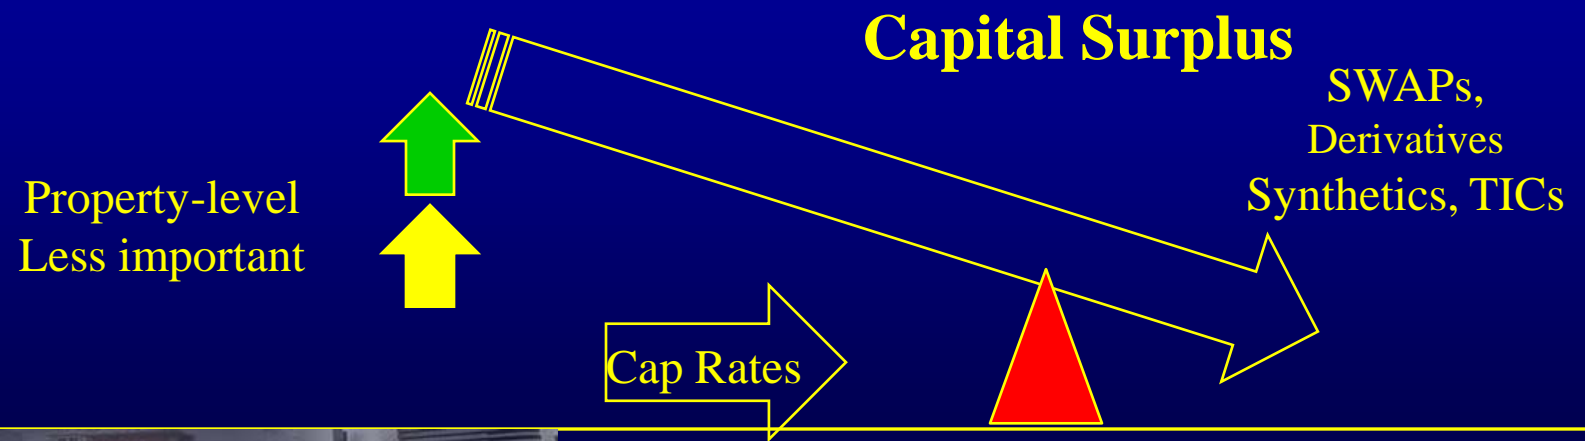 Capital Surplus
SWAPs,
Derivatives
Synthetics, TICs
Property-level
Less important
Cap Rates